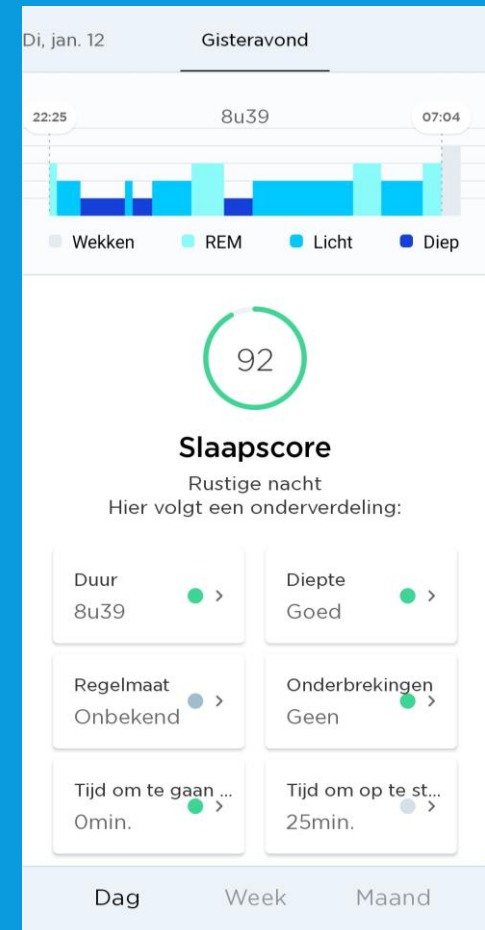 Di, jan. 12 Gisteravond
22:25 8u39 07:04
Wekken REM Licht Diep
92
Slaapscore
Rustige nacht
Hier volgt een onderverdeling:
Duur
8u39
Diepte
Goed
Regelmaat
Onbekend
Onderbrekingen
Geen
Tijd om te gaan ...
0min.
Tijd om op te st...
25min.
Dag Week Maand